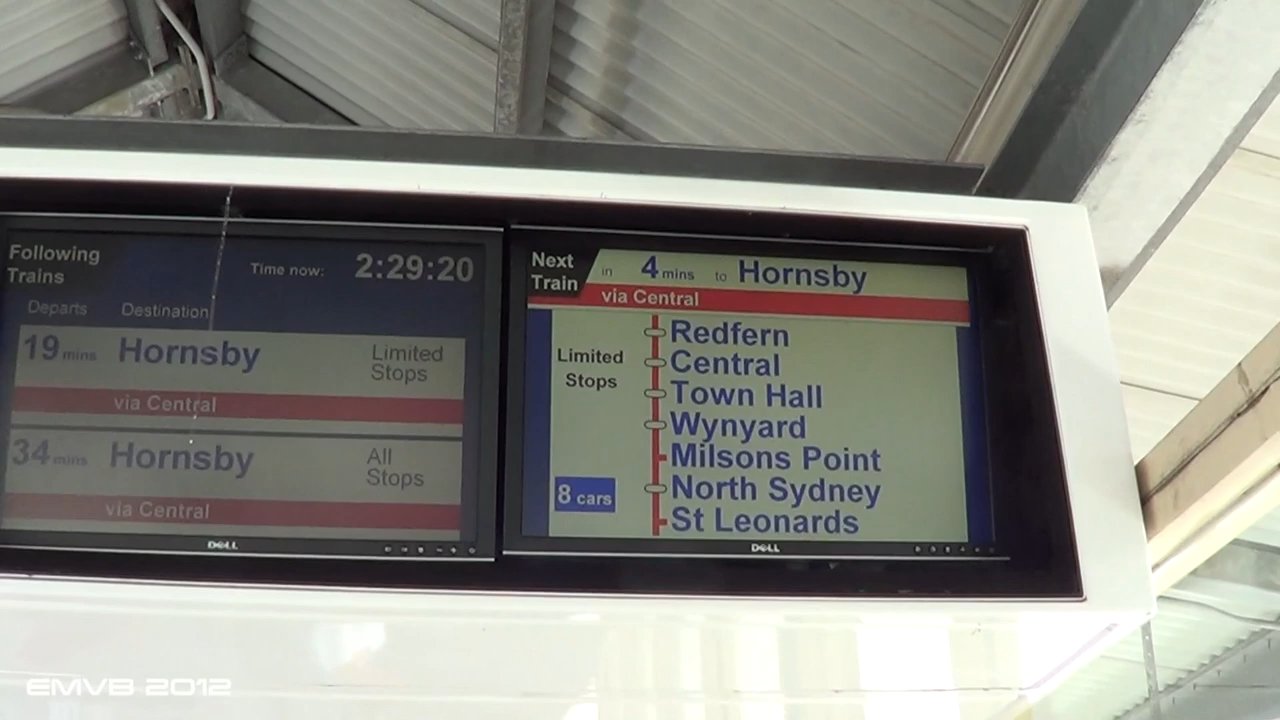 Following
Trains
Time now: 2:29:20
Departs Destination
19 mins Hornsby Limited
Stops
via Central
34 mins Hornsby All
Stops
via Central
DELL
Next
Train
in 4 mins to Hornsby
via Central
Limited
Stops
8 cars
Redfern
Central
Town Hall
Wynyard
Milsons Point
North Sydney
St Leonards
DELL
EMVB 2012